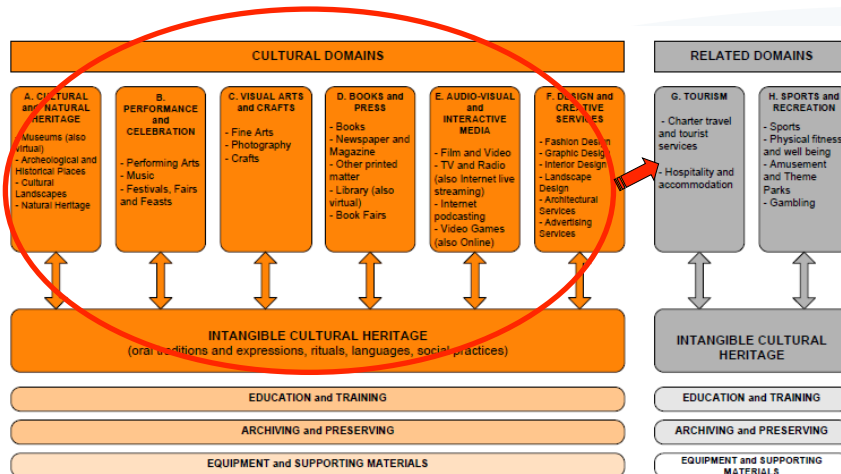 CULTURAL DOMAINS
RELATED DOMAINS
A. CULTURAL
and NATURAL
HERITAGE
- Museums (also
virtual)
- Archeological and
Historical Places
- Cultural
Landscapes
- Natural Heritage
B.
PERFORMANCE
and
CELEBRATION
- Performing Arts
- Music
- Festivals, Fairs
and Feasts
C. VISUAL ARTS
and CRAFTS
- Fine Arts
- Photography
- Crafts
D. BOOKS and
PRESS
- Books
- Newspaper and
Magazine
- Other printed
matter
- Library (also
virtual)
- Book Fairs
E. AUDIO-VISUAL
and
INTERACTIVE
MEDIA
- Film and Video
- TV and Radio
(also Internet live
streaming)
- Internet
podcasting
- Video Games
(also Online)
F. DESIGN and
CREATIVE
SERVICES
- Fashion Design
- Graphic Design
- Interior Design
- Landscape
Design
- Architectural
Services
- Advertising
Services
G. TOURISM
- Charter travel
and tourist
services
- Hospitality and
accommodation
H. SPORTS and
RECREATION
- Sports
- Physical fitness
and well being
- Amusement
and Theme
Parks
- Gambling
INTANGIBLE CULTURAL HERITAGE
(oral traditions and expressions, rituals, languages, social practices)
INTANGIBLE CULTURAL
HERITAGE
EDUCATION and TRAINING
EDUCATION and TRAINING
ARCHIVING and PRESERVING
ARCHIVING and PRESERVING
EQUIPMENT and SUPPORTING MATERIALS
EQUIPMENT and SUPPORTING
MATERIALS